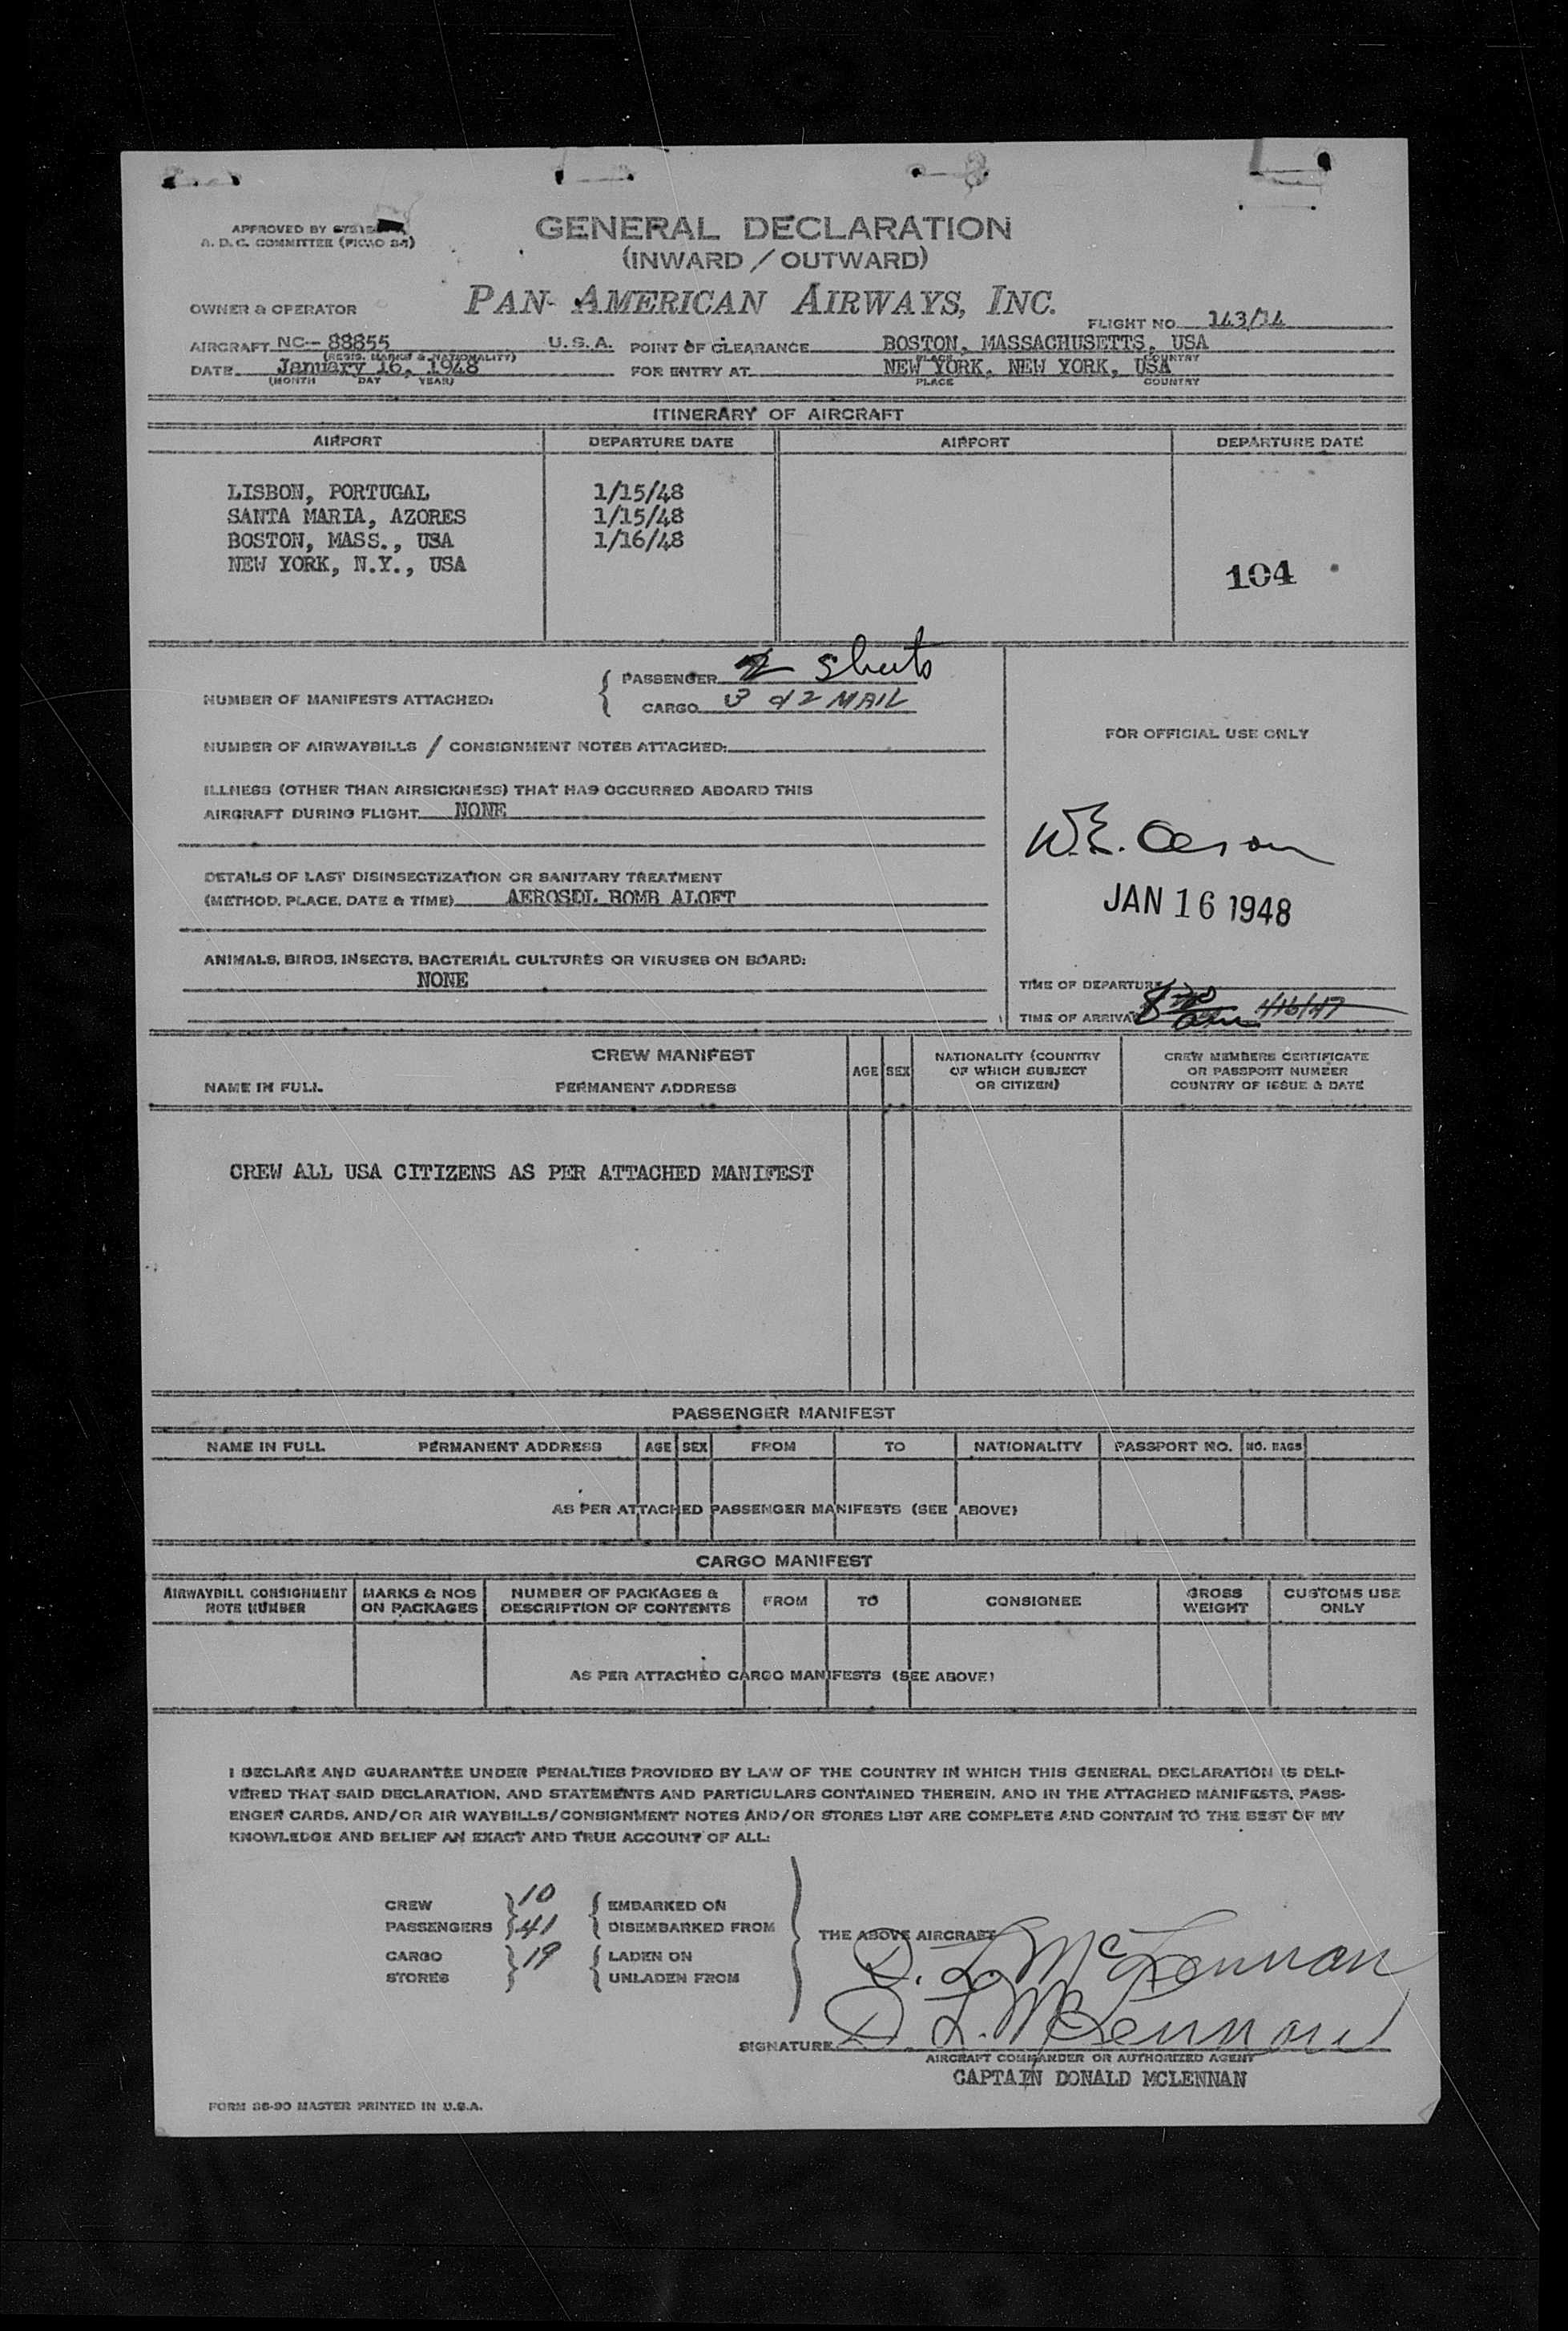 GENERAL DECLARATION
(INWARD / OUTWARD)
APPROVED BY
A. D. C. COMMITTEE
PAN AMERICAN AIRWAYS, INC.
OWNER & OPERATOR
FLIGHT NO. 143/14
AIRCRAFT NC- 88855 U.S.A. POINT OF CLEARANCE BOSTON, MASSACHUSETTS, USA
(REGIS. MARKS & NATIONALITY) PLACE COUNTRY
DATE January 16, 1948 FOR ENTRY AT NEW YORK, NEW YORK, USA
(MONTH DAY YEAR) PLACE COUNTRY
ITINERARY OF AIRCRAFT
AIRPORT DEPARTURE DATE AIRPORT DEPARTURE DATE
LISBON, PORTUGAL 1/15/48
SANTA MARIA, AZORES 1/15/48
BOSTON, MASS., USA 1/16/48
NEW YORK, N.Y., USA
104
NUMBER OF MANIFESTS ATTACHED: PASSENGER 2 sheets
CARGO MAIL
NUMBER OF AIRWAYBILLS / CONSIGNMENT NOTES ATTACHED:
FOR OFFICIAL USE ONLY
ILLNESS (OTHER THAN AIRSICKNESS) THAT HAS OCCURRED ABOARD THIS
AIRCRAFT DURING FLIGHT NONE
W.E.
DETAILS OF LAST DISINSECTIZATION OR SANITARY TREATMENT
(METHOD, PLACE, DATE & TIME) AEROSOL BOMB ALOFT
JAN 16 1948
ANIMALS, BIRDS, INSECTS, BACTERIAL CULTURES OR VIRUSES ON BOARD:
NONE
TIME OF DEPARTURE
TIME OF ARRIVAL 1/16/47
CREW MANIFEST
NAME IN FULL PERMANENT ADDRESS AGE SEX NATIONALITY (COUNTRY OF WHICH SUBJECT OR CITIZEN) CREW MEMBERS CERTIFICATE OR PASSPORT NUMBER COUNTRY OF ISSUE & DATE
CREW ALL USA CITIZENS AS PER ATTACHED MANIFEST
PASSENGER MANIFEST
NAME IN FULL PERMANENT ADDRESS AGE SEX FROM TO NATIONALITY PASSPORT NO. NO. BAGS
AS PER ATTACHED PASSENGER MANIFESTS (SEE ABOVE)
CARGO MANIFEST
AIRWAYBILL CONSIGNMENT NOTE NUMBER MARKS & NOS ON PACKAGES NUMBER OF PACKAGES & DESCRIPTION OF CONTENTS FROM TO CONSIGNEE GROSS WEIGHT CUSTOMS USE ONLY
AS PER ATTACHED CARGO MANIFESTS (SEE ABOVE)
I DECLARE AND GUARANTEE UNDER PENALTIES PROVIDED BY LAW OF THE COUNTRY IN WHICH THIS GENERAL DECLARATION IS DELI-
VERED THAT SAID DECLARATION, AND STATEMENTS AND PARTICULARS CONTAINED THEREIN, AND IN THE ATTACHED MANIFESTS, PASS-
ENGER CARDS, AND/OR AIR WAYBILLS/CONSIGNMENT NOTES AND/OR STORES LIST ARE COMPLETE AND CONTAIN TO THE BEST OF MY
KNOWLEDGE AND BELIEF AN EXACT AND TRUE ACCOUNT OF ALL:
CREW 10 EMBARKED ON
PASSENGERS 41 DISEMBARKED FROM
THE ABOVE AIRCRAFT
CARGO 19 LADEN ON
STORES UNLADEN FROM
D. L. McLennan
SIGNATURE D. L. McLennan
AIRCRAFT COMMANDER OR AUTHORIZED AGENT
CAPTAIN DONALD MCLENNAN
FORM 86-90 MASTER PRINTED IN U.S.A.